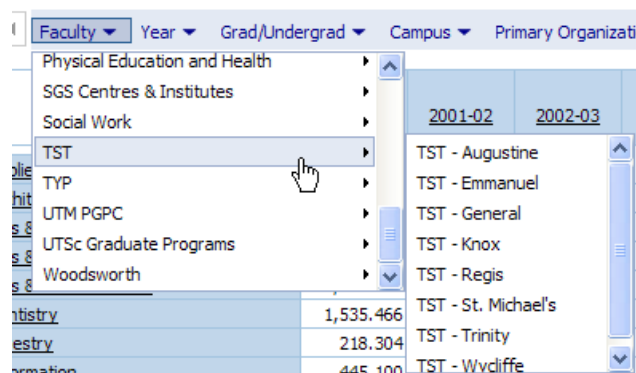 Faculty Year Grad/Undergrad Campus Primary Organizati
Physical Education and Health
SGS Centres & Institutes
Social Work
TST
TYP
UTM PGPC
UTSc Graduate Programs
Woodsworth
2001-02 2002-03
TST - Augustine
TST - Emmanuel
TST - General
TST - Knox
TST - Regis
TST - St. Michael's
TST - Trinity
TST - Wycliffe
ntistry 1,535.466
estry 218.304
ormation 445.100